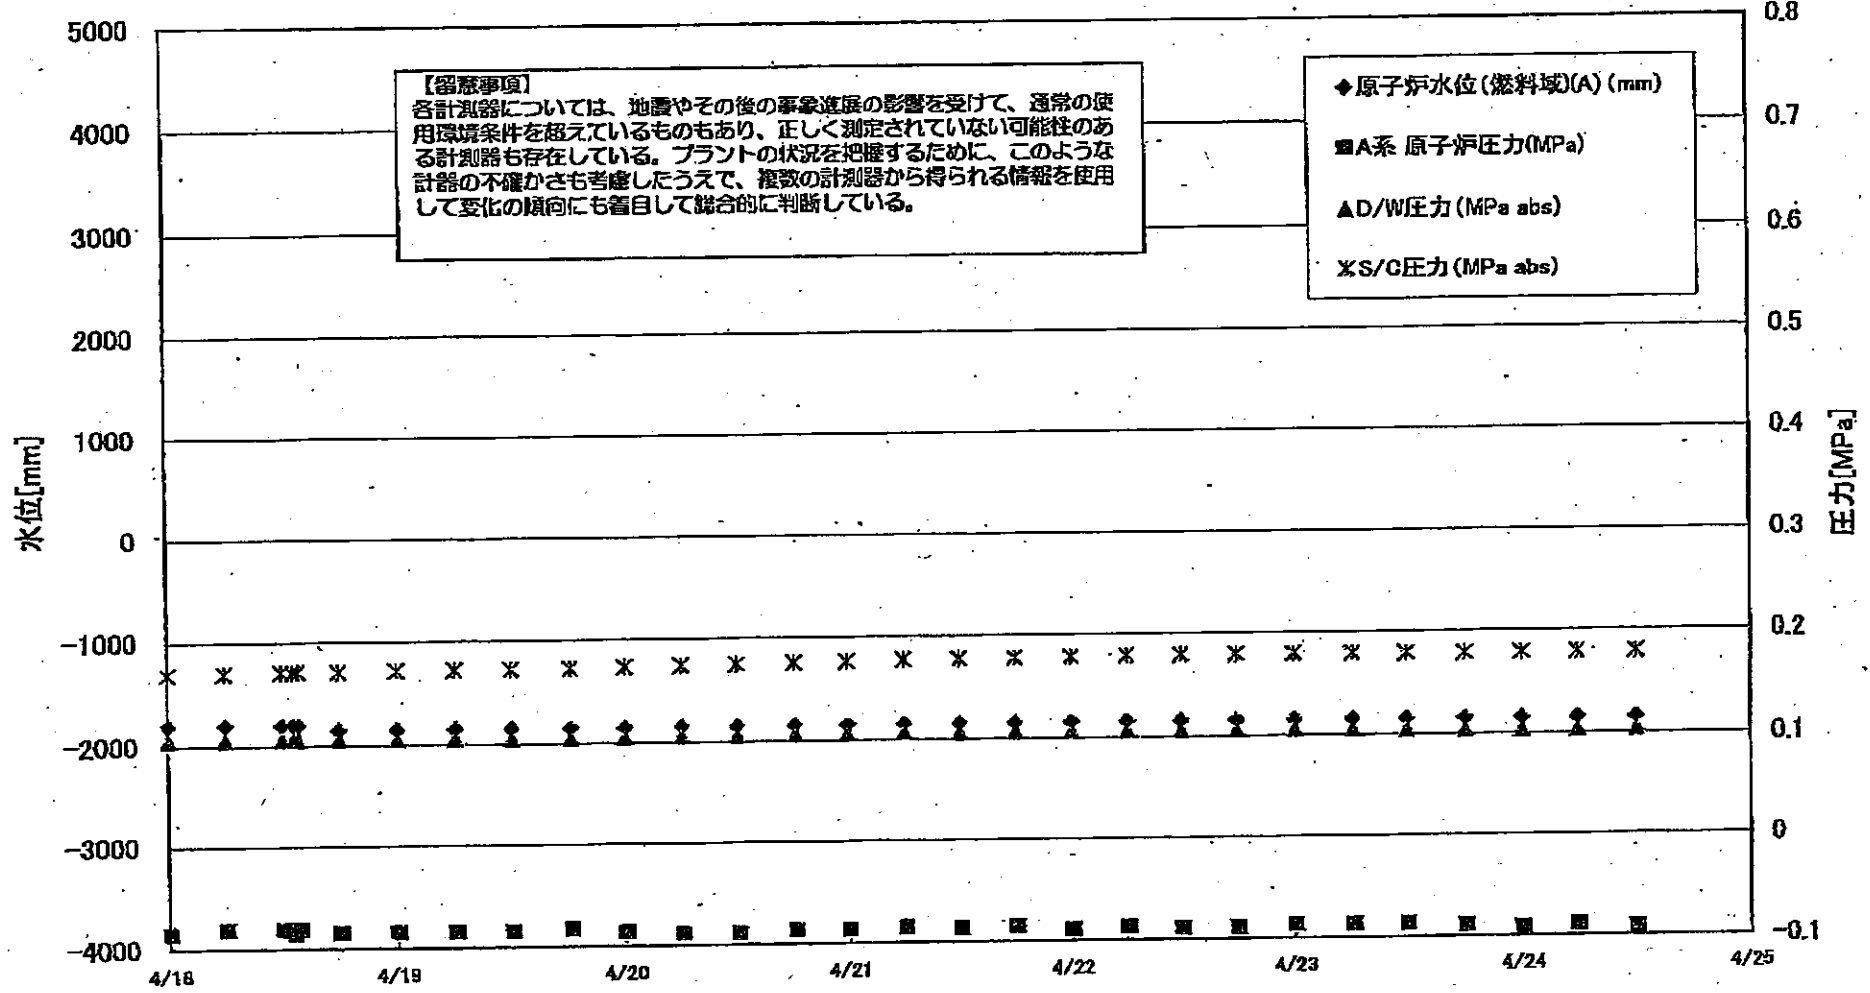 【留意事項】
各計測器については、地震やその後の事象進展の影響を受けて、通常の使
用環境条件を超えているものもあり、正しく測定されていない可能性のあ
る計測器も存在している。プラントの状況を把握するために、このような
計器の不確かさも考慮したうえで、複数の計測器から得られる情報を使用
して変化の傾向にも着目して総合的に判断している。
◆原子炉水位(燃料域)(A)(mm)
■A系 原子炉圧力(MPa)
▲D/W圧力(MPa abs)
S/C圧力(MPa abs)
水位[mm]
5000
4000
3000
2000
1000
0
-1000
-2000
-3000
-4000
圧力[MPa]
0.8
0.7
0.6
0.5
0.4
0.3
0.2
0.1
0
-0.1
4/18
4/19
4/20
4/21
4/22
4/23
4/24
4/25